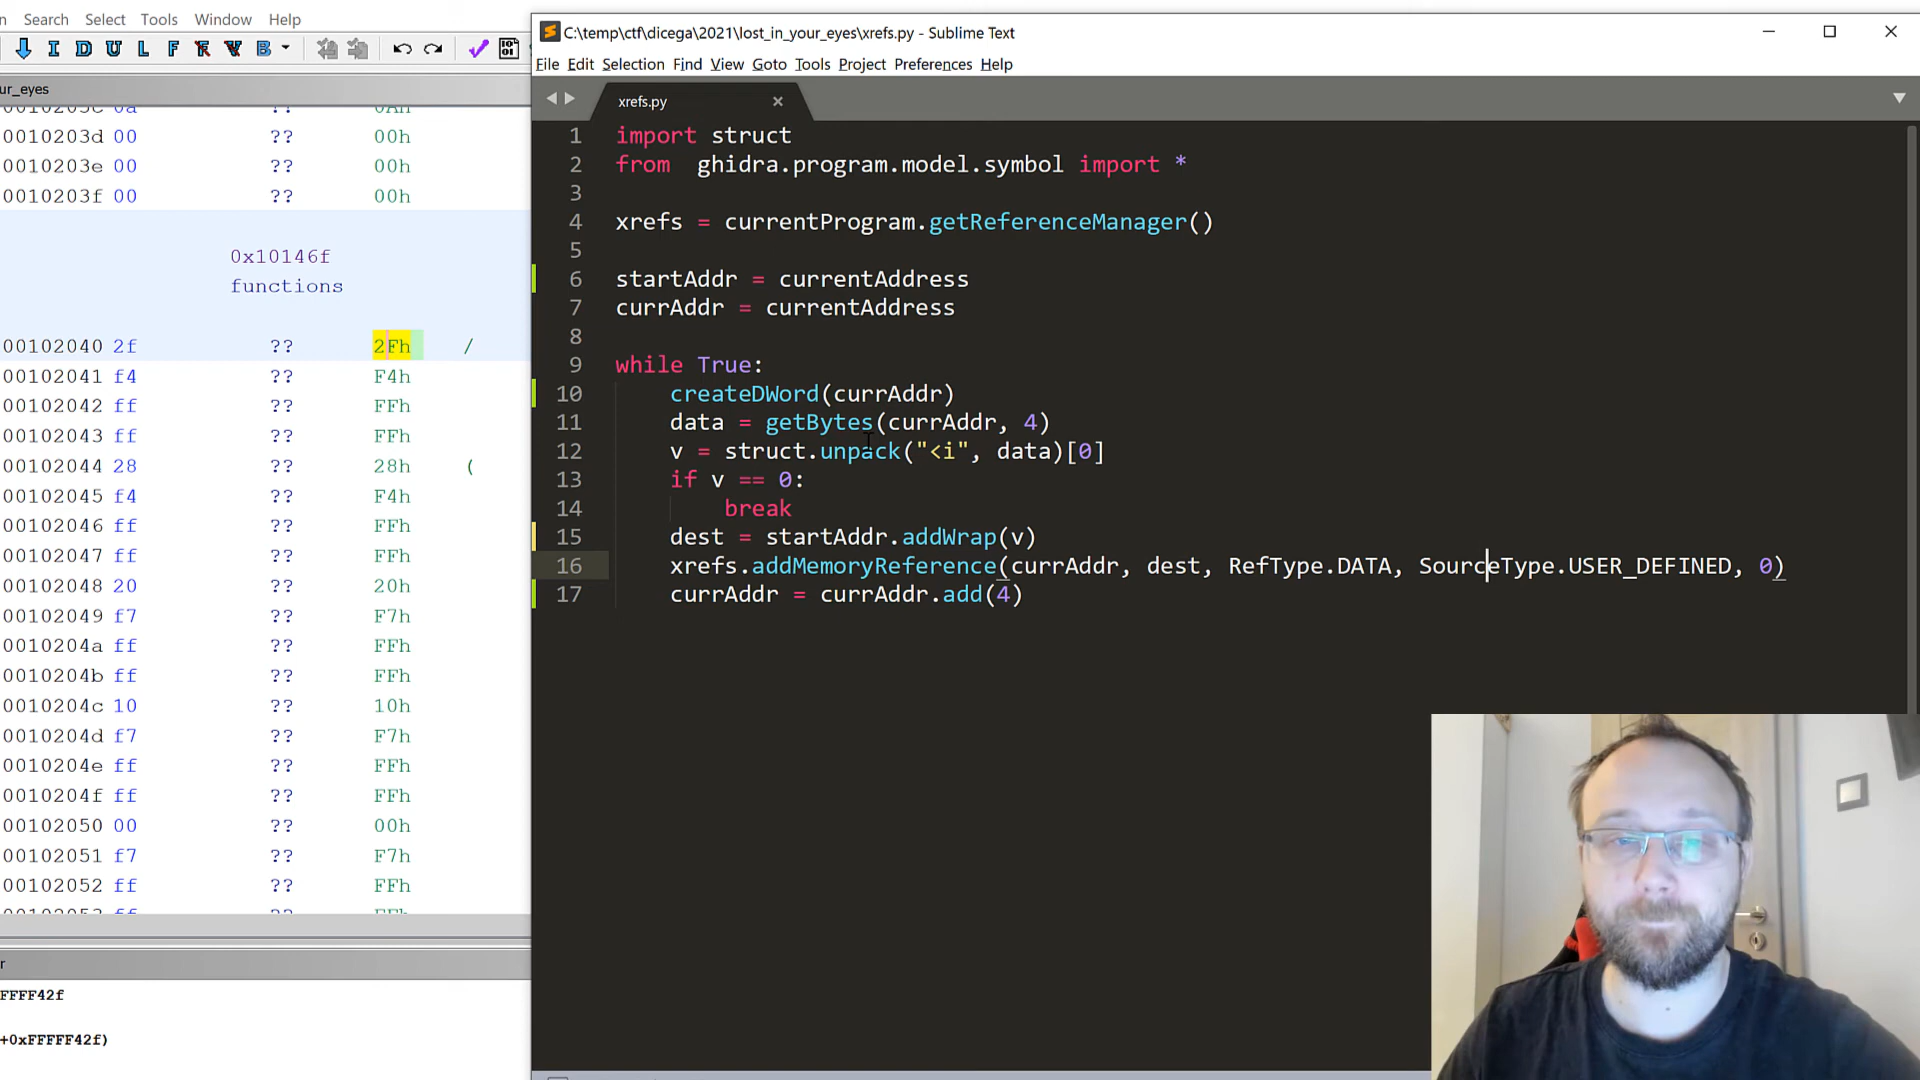 n Search Select Tools Window Help
I D U L F R V B
ur_eyes
0010203c 0a ?? 0Ah
0010203d 00 ?? 00h
0010203e 00 ?? 00h
0010203f 00 ?? 00h
0x10146f
functions
00102040 2f ?? 2Fh /
00102041 f4 ?? F4h
00102042 ff ?? FFh
00102043 ff ?? FFh
00102044 28 ?? 28h (
00102045 f4 ?? F4h
00102046 ff ?? FFh
00102047 ff ?? FFh
00102048 20 ?? 20h
00102049 f7 ?? F7h
0010204a ff ?? FFh
0010204b ff ?? FFh
0010204c 10 ?? 10h
0010204d f7 ?? F7h
0010204e ff ?? FFh
0010204f ff ?? FFh
00102050 00 ?? 00h
00102051 f7 ?? F7h
00102052 ff ?? FFh
00102053 ff ?? FFh
r
FFFF42f
+0xFFFFF42f)
C:\temp\ctf\dicega\2021\lost_in_your_eyes\xrefs.py - Sublime Text
File Edit Selection Find View Goto Tools Project Preferences Help
xrefs.py
1 import struct
2 from  ghidra.program.model.symbol import *
3
4 xrefs = currentProgram.getReferenceManager()
5
6 startAddr = currentAddress
7 currAddr = currentAddress
8
9 while True:
10     createDWord(currAddr)
11     data = getBytes(currAddr, 4)
12     v = struct.unpack("<i", data)[0]
13     if v == 0:
14         break
15     dest = startAddr.addWrap(v)
16     xrefs.addMemoryReference(currAddr, dest, RefType.DATA, SourceType.USER_DEFINED, 0)
17     currAddr = currAddr.add(4)